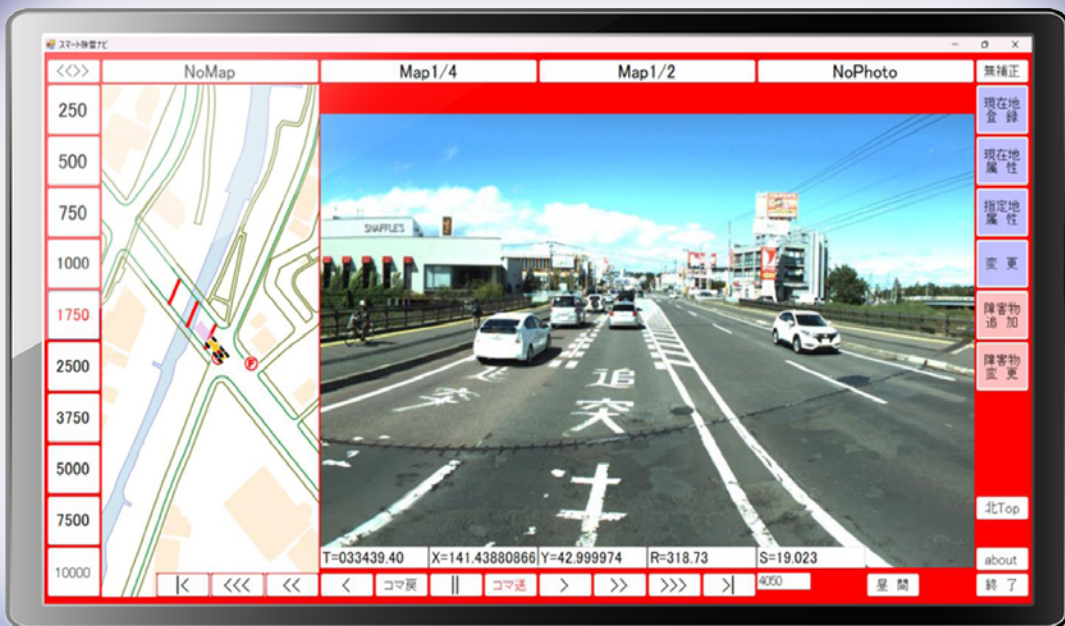 スマート除雪ナビ
<<>>
NoMap
Map1/4
Map1/2
NoPhoto
無補正
250
500
750
1000
1750
2500
3750
5000
7500
10000
現在地
登 録
現在地
属 性
指定地
属 性
変 更
障害物
追 加
障害物
変 更
北Top
about
終 了
SNAFFLE'S
追
突
注
F
T=033439.40
X=141.43880866
Y=42.999974
R=318.73
S=19.023
|<
<<<
<<
<
コマ戻
||
コマ送
>
>>
>>>
>|
4050
昼 間